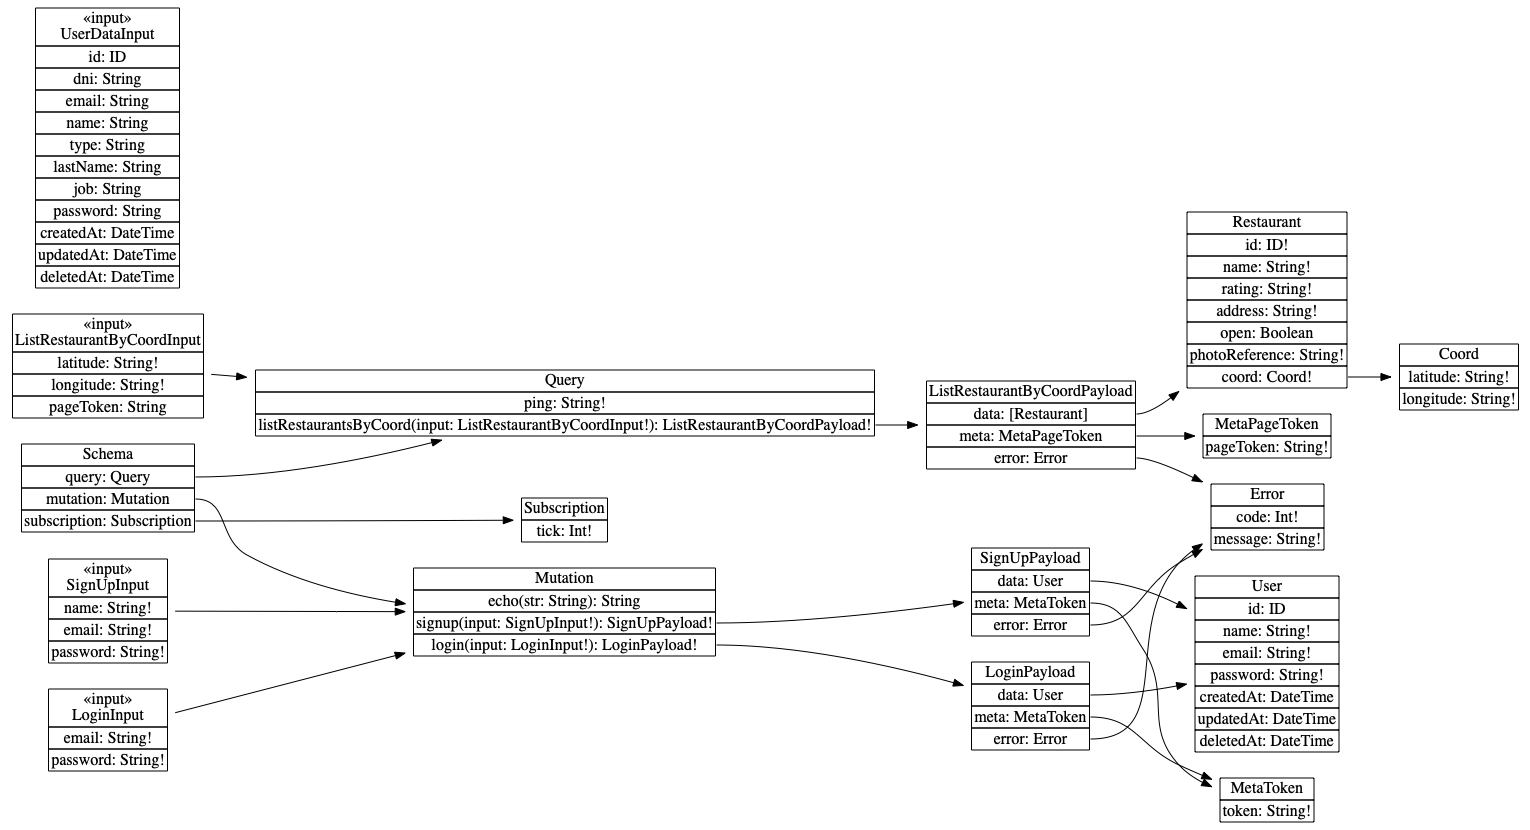 «input»
UserDataInput
id: ID
dni: String
email: String
name: String
type: String
lastName: String
job: String
password: String
createdAt: DateTime
updatedAt: DateTime
deletedAt: DateTime
«input»
ListRestaurantByCoordInput
latitude: String!
longitude: String!
pageToken: String
Schema
query: Query
mutation: Mutation
subscription: Subscription
«input»
SignUpInput
name: String!
email: String!
password: String!
«input»
LoginInput
email: String!
password: String!
Query
ping: String!
listRestaurantsByCoord(input: ListRestaurantByCoordInput!): ListRestaurantByCoordPayload!
Subscription
tick: Int!
Mutation
echo(str: String): String
signup(input: SignUpInput!): SignUpPayload!
login(input: LoginInput!): LoginPayload!
ListRestaurantByCoordPayload
data: [Restaurant]
meta: MetaPageToken
error: Error
SignUpPayload
data: User
meta: MetaToken
error: Error
LoginPayload
data: User
meta: MetaToken
error: Error
Restaurant
id: ID!
name: String!
rating: String!
address: String!
open: Boolean
photoReference: String!
coord: Coord!
MetaPageToken
pageToken: String!
Error
code: Int!
message: String!
User
id: ID
name: String!
email: String!
password: String!
createdAt: DateTime
updatedAt: DateTime
deletedAt: DateTime
MetaToken
token: String!
Coord
latitude: String!
longitude: String!